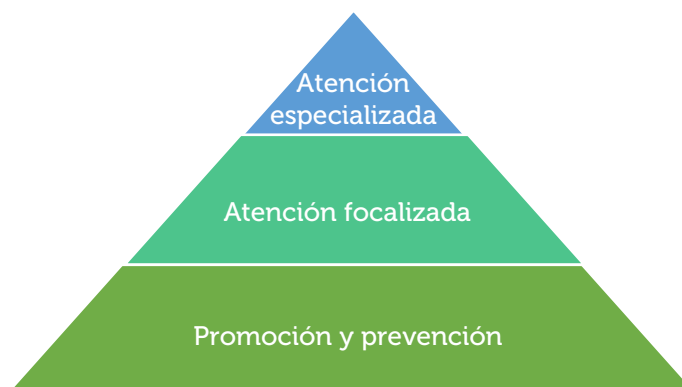 Atención
especializada
Atención focalizada
Promoción y prevención